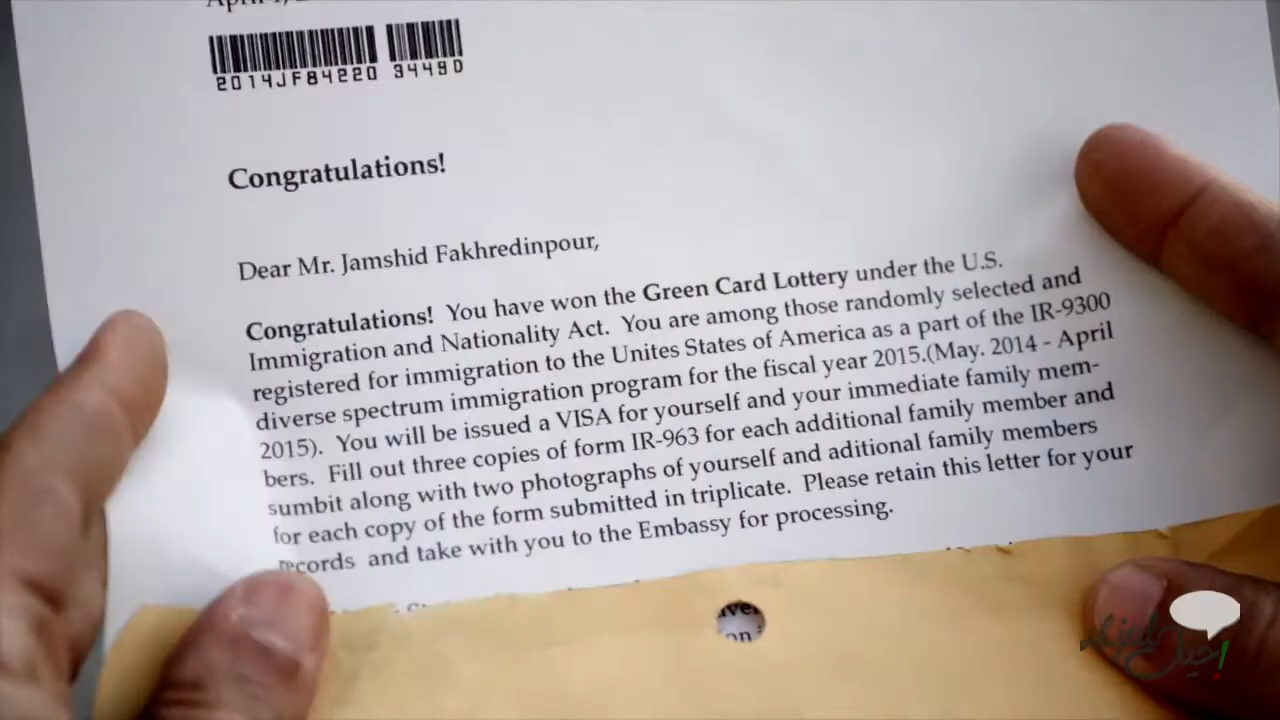 April
2014JF84220 3449D
Congratulations!
Dear Mr. Jamshid Fakhredinpour,
Congratulations! You have won the Green Card Lottery under the U.S.
Immigration and Nationality Act. You are among those randomly selected and
registered for immigration to the Unites States of America as a part of the IR-9300
diverse spectrum immigration program for the fiscal year 2015.(May. 2014 - April
2015). You will be issued a VISA for yourself and your immediate family mem-
bers. Fill out three copies of form IR-963 for each additional family member and
sumbit along with two photographs of yourself and aditional family members
for each copy of the form submitted in triplicate. Please retain this letter for your
records and take with you to the Embassy for processing.
on